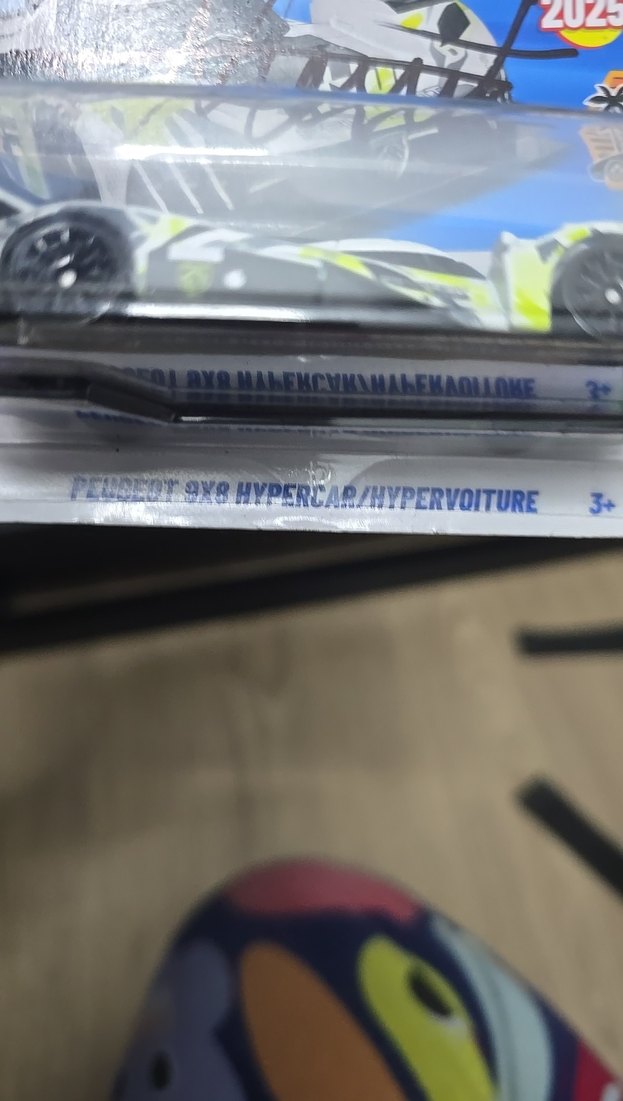 2025
PEUGEOT 9X8 HYPERCAR/HYPERVOITURE 3+